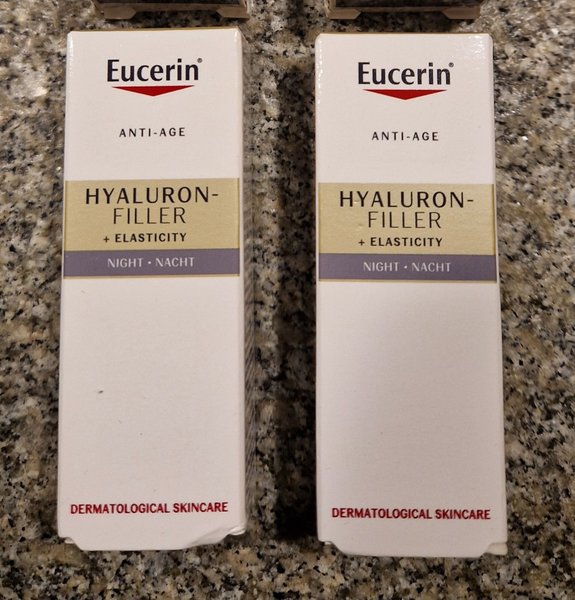 Eucerin®
ANTI-AGE
HYALURON-
FILLER
+ ELASTICITY
NIGHT • NACHT
DERMATOLOGICAL SKINCARE
Eucerin®
ANTI-AGE
HYALURON-
FILLER
+ ELASTICITY
NIGHT • NACHT
DERMATOLOGICAL SKINCARE